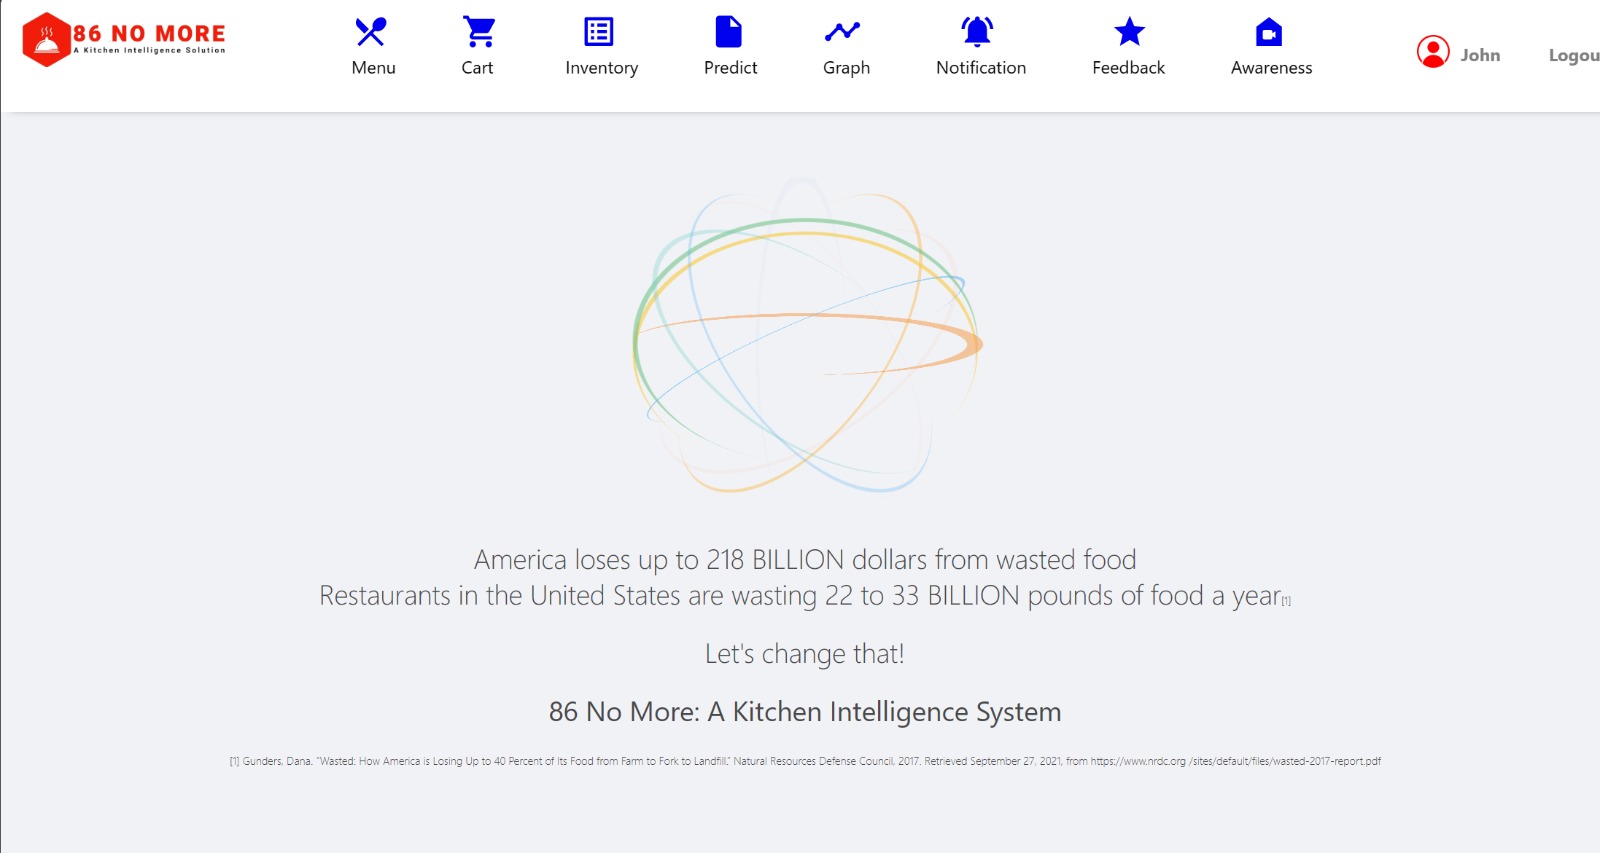 86 NO MORE
A Kitchen Intelligence Solution
Menu
Cart
Inventory
Predict
Graph
Notification
Feedback
Awareness
John
Logou
America loses up to 218 BILLION dollars from wasted food
Restaurants in the United States are wasting 22 to 33 BILLION pounds of food a year[1]
Let's change that!
86 No More: A Kitchen Intelligence System
[1] Gunders, Dana. "Wasted: How America is Losing Up to 40 Percent of Its Food from Farm to Fork to Landfill." Natural Resources Defense Council, 2017. Retrieved September 27, 2021, from https://www.nrdc.org /sites/default/files/wasted-2017-report.pdf